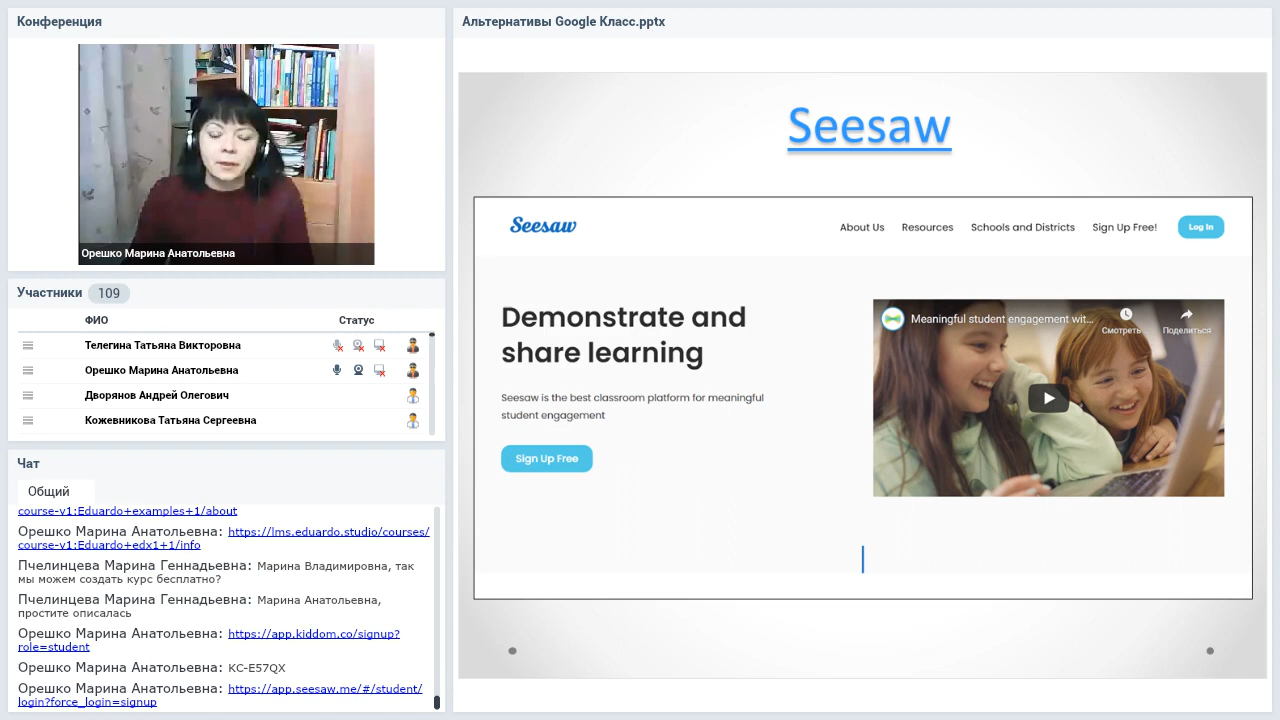 Конференция
Орешко Марина Анатольевна
Участники 109
ФИО Статус
Телегина Татьяна Викторовна
Орешко Марина Анатольевна
Дворянов Андрей Олегович
Кожевникова Татьяна Сергеевна
Чат
Общий
course-v1:Eduardo+examples+1/about
Орешко Марина Анатольевна: https://lms.eduardo.studio/courses/
course-v1:Eduardo+edx1+1/info
Пчелинцева Марина Геннадьевна: Марина Владимировна, так
мы можем создать курс бесплатно?
Пчелинцева Марина Геннадьевна: Марина Анатольевна,
простите описалась
Орешко Марина Анатольевна: https://app.kiddom.co/signup?
role=student
Орешко Марина Анатольевна: KC-E57QX
Орешко Марина Анатольевна: https://app.seesaw.me/#/student/
login?force_login=signup
Альтернативы Google Класс.pptx
Seesaw
Seesaw About Us Resources Schools and Districts Sign Up Free! Log In
Demonstrate and
share learning
Seesaw is the best classroom platform for meaningful
student engagement
Sign Up Free
Meaningful student engagement wit...
Смотреть... Поделиться